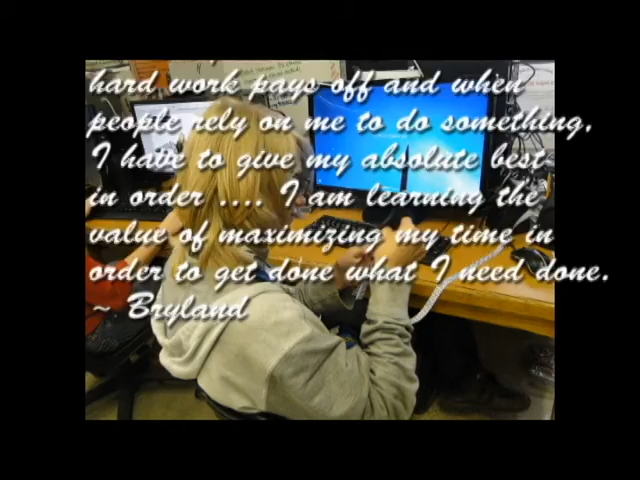 hard work pays off and when
people rely on me to do something,
I have to give my absolute best
in order .... I am learning the
value of maximizing my time in
order to get done what I need done.
~ Bryland